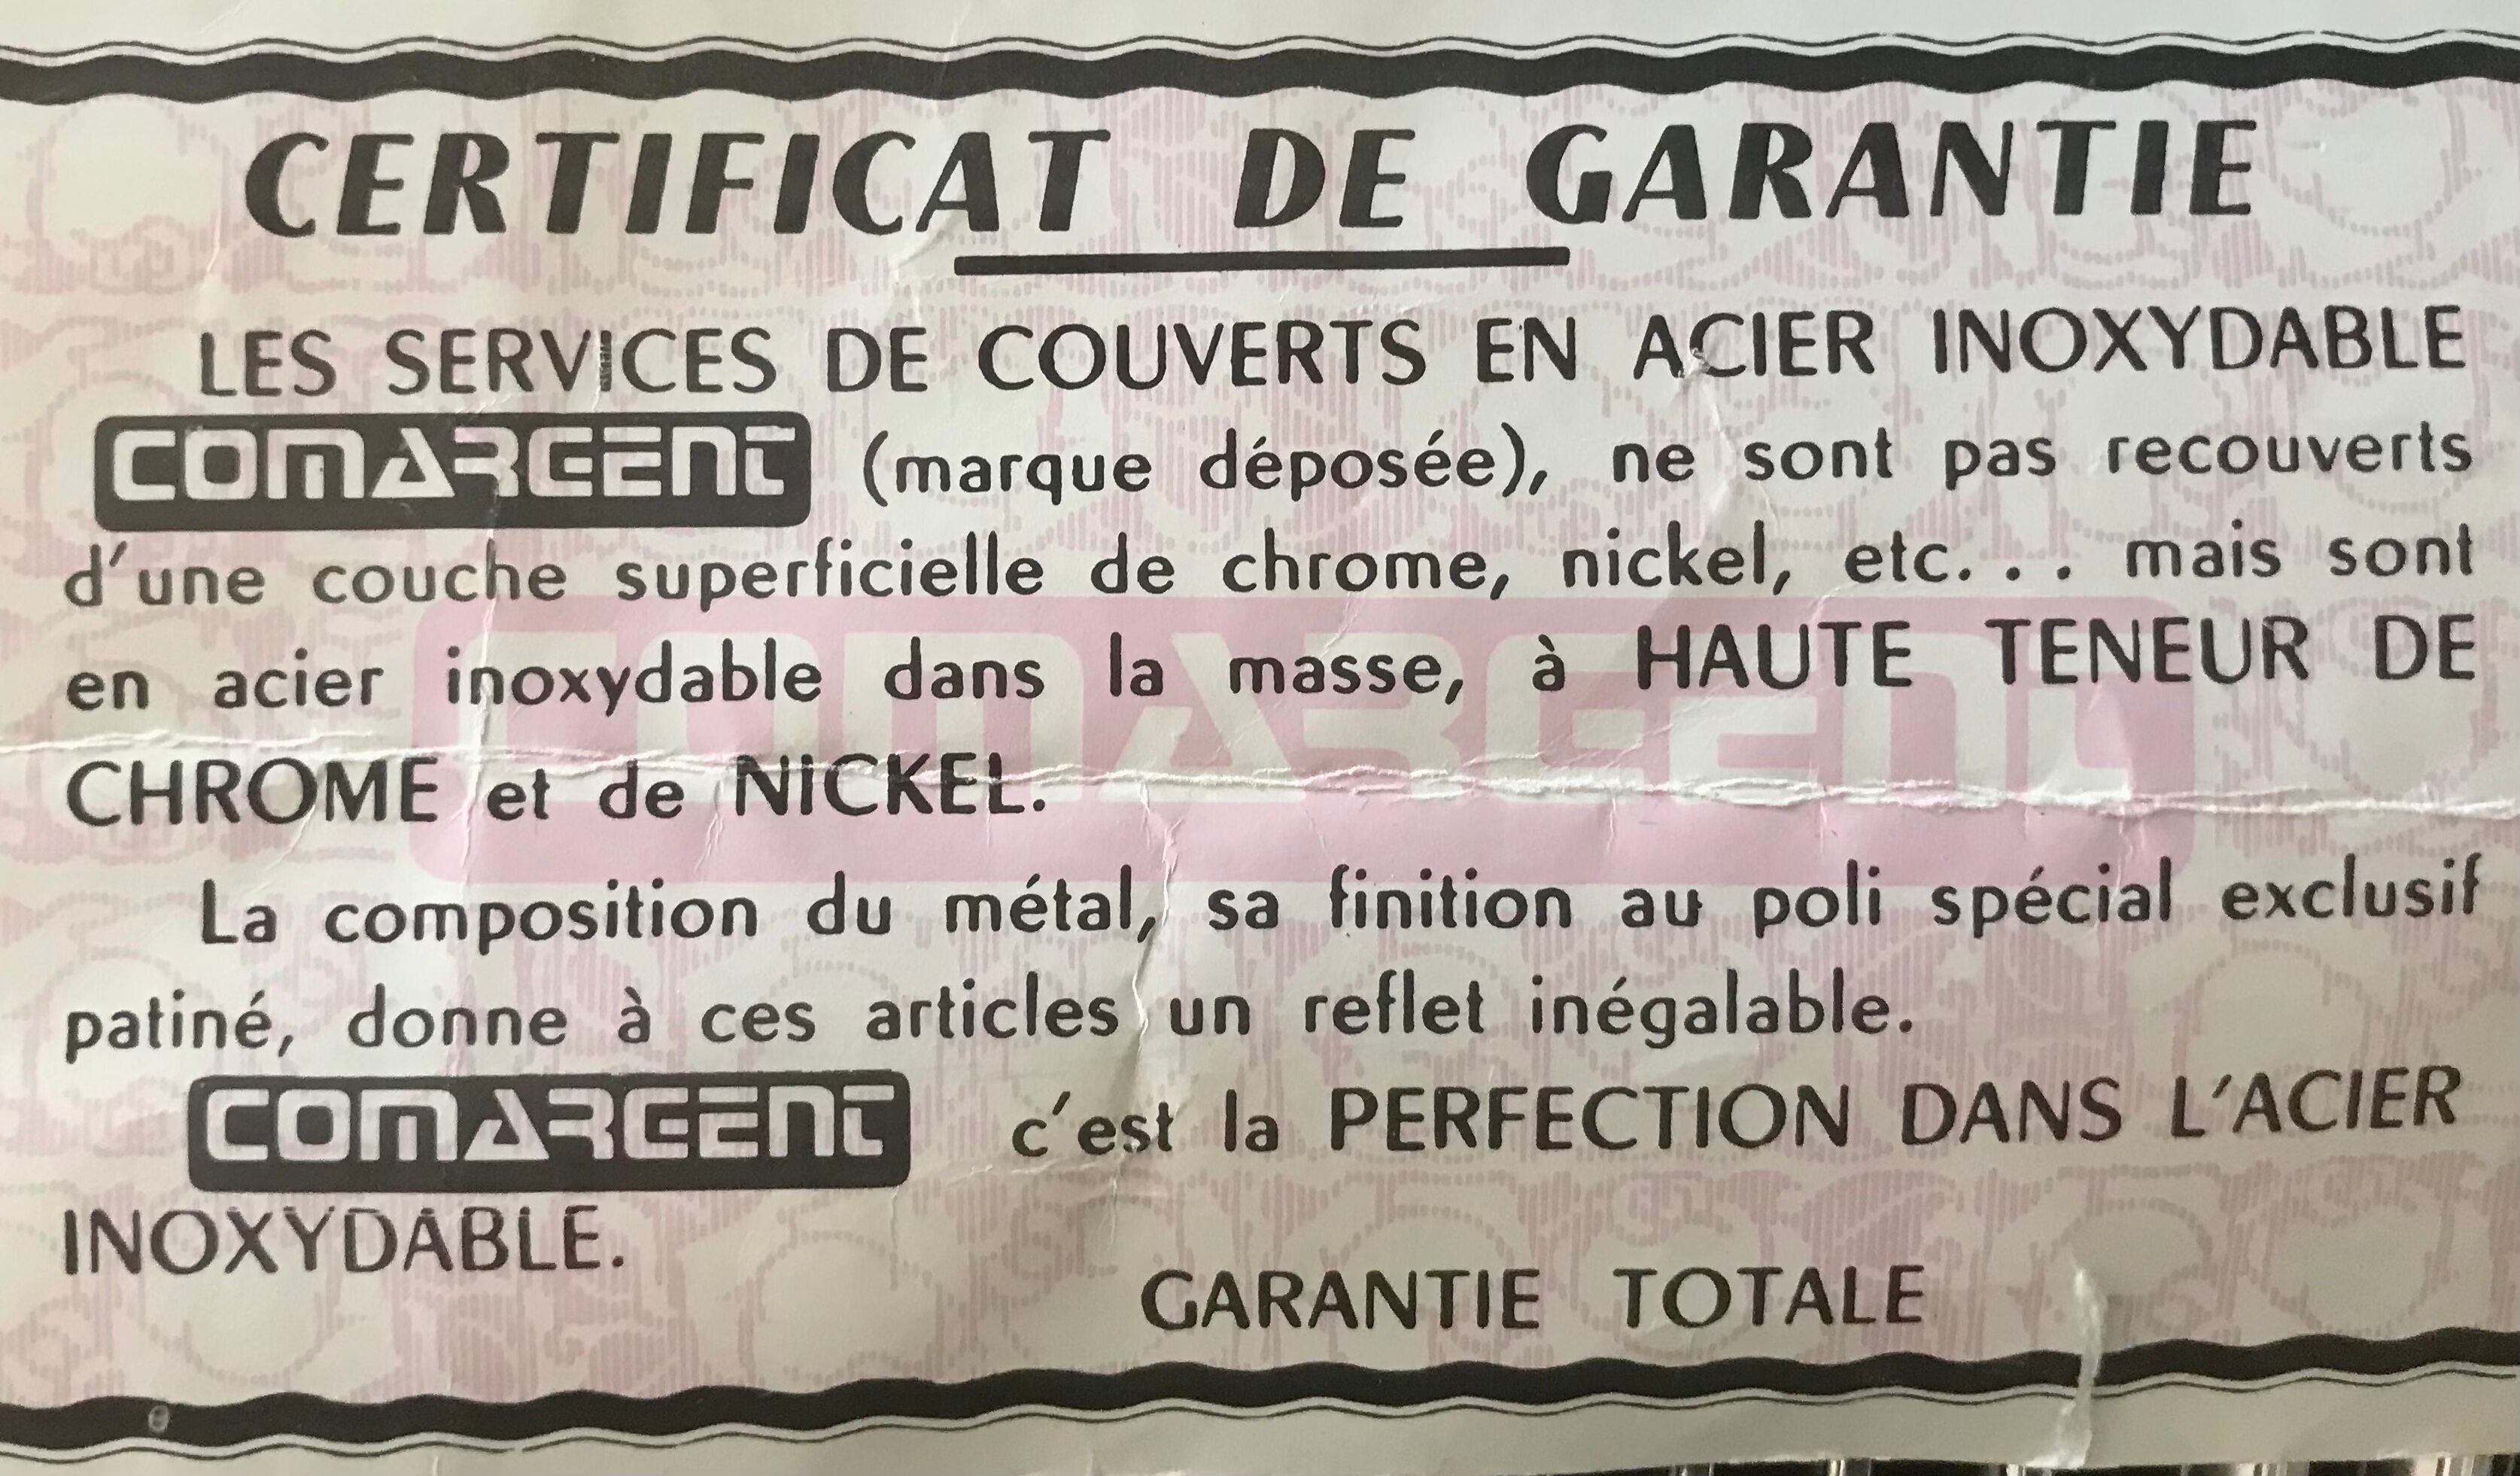 CERTIFICAT DE GARANTIE
LES SERVICES DE COUVERTS EN ACIER INOXYDABLE
COMARGENT (marque déposée), ne sont pas recouverts
d'une couche superficielle de chrome, nickel, etc... mais sont
en acier inoxydable dans la masse, à HAUTE TENEUR DE
COMARGENT
CHROME et de NICKEL.
La composition du métal, sa finition au poli spécial exclusif
patiné, donne à ces articles un reflet inégalable.
COMARGENT c'est la PERFECTION DANS L'ACIER
INOXYDABLE.
GARANTIE TOTALE